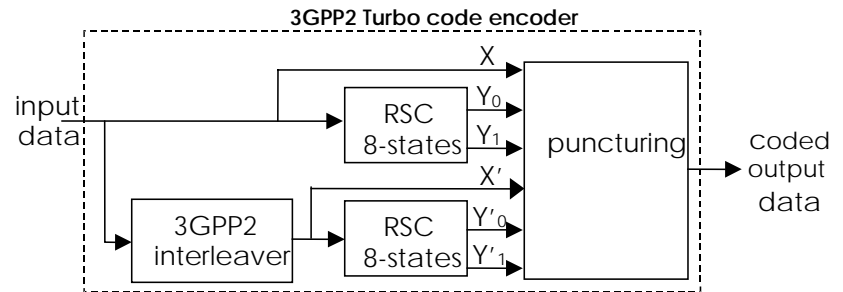 3GPP2 Turbo code encoder
X
input
data
RSC
8-states
Y0
Y1
puncturing
Coded
output
data
X'
3GPP2
interleaver
RSC
8-states
Y'0
Y'1